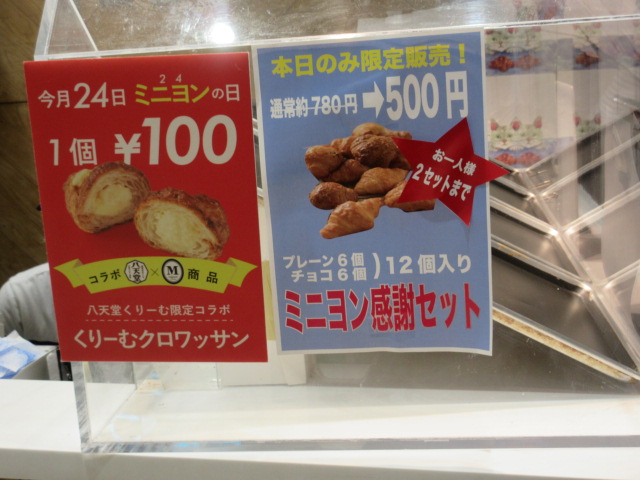 今月24日 ミニヨンの日
24
1個 ¥100
コラボ 八天堂 × M 商品
八天堂くりーむ限定コラボ
くりーむクロワッサン
本日のみ限定販売！
通常約780円➡500円
お一人様
2セットまで
プレーン6個
チョコ6個
)12個入り
ミニヨン感謝セット